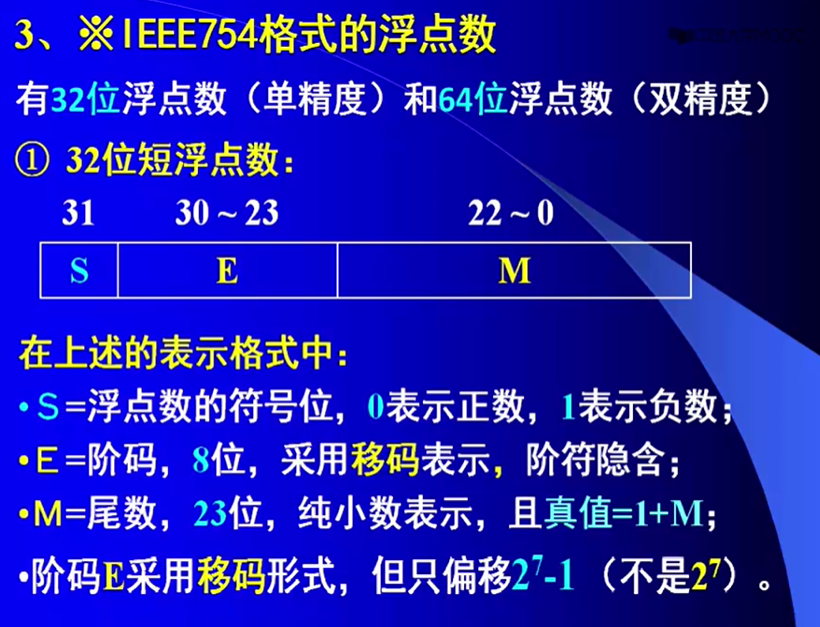 3、※IEEE754格式的浮点数
有32位浮点数（单精度）和64位浮点数（双精度）
① 32位短浮点数：
31 30 ~ 23 22 ~ 0
S E M
在上述的表示格式中：
•S=浮点数的符号位，0表示正数，1表示负数；
•E=阶码，8位，采用移码表示，阶符隐含；
•M=尾数，23位，纯小数表示，且真值=1+M；
•阶码E采用移码形式，但只偏移2⁷-1（不是2⁷）。